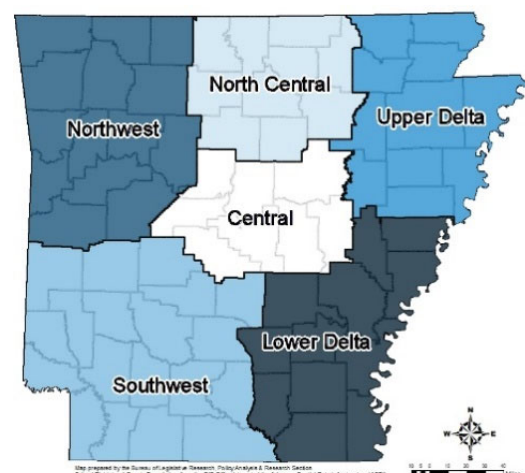 North Central
Upper Delta
Northwest
Central
Lower Delta
Southwest
N
W E
S
Map prepared by the Bureau of Legislative Research, Policy Analysis & Research Section